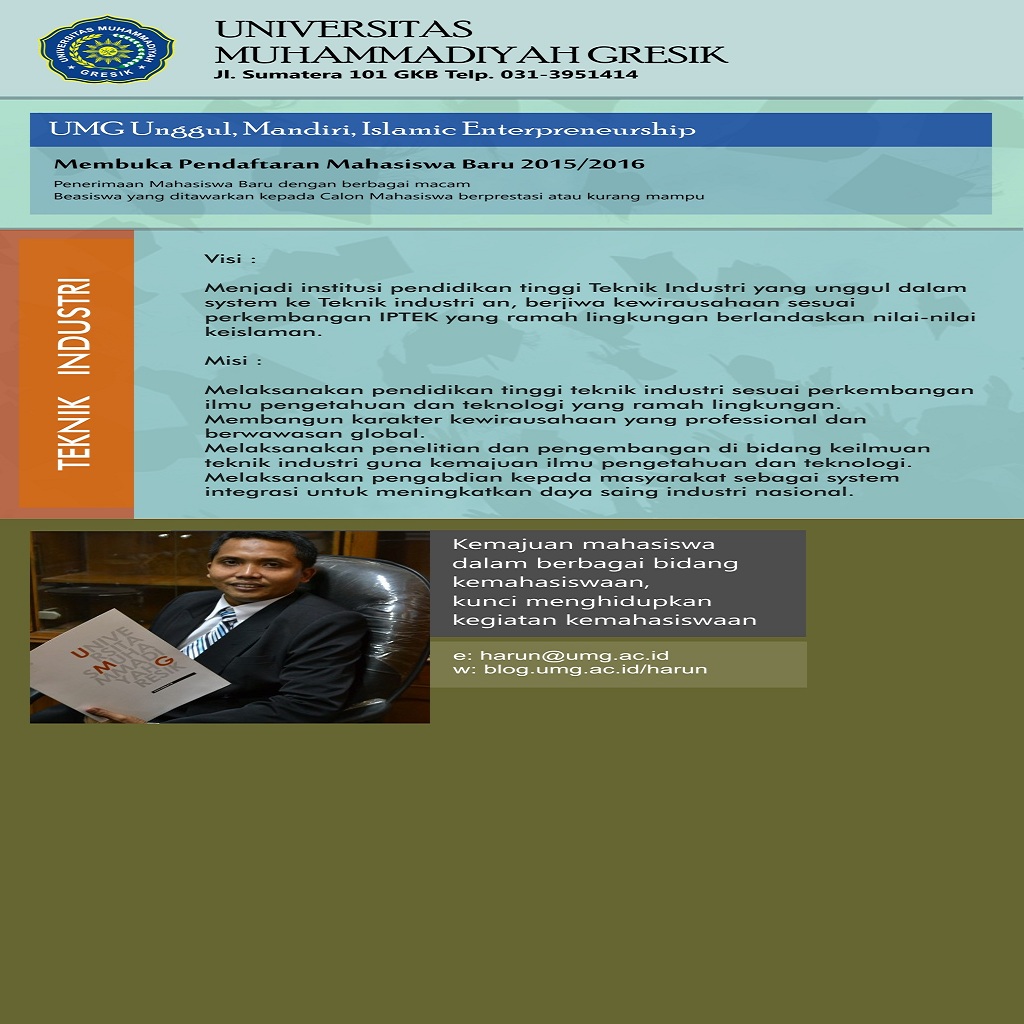 UNIVERSITAS MUHAMMADIYAH
GRESIK
UNIVERSITAS
MUHAMMADIYAH GRESIK
Jl. Sumatera 101 GKB Telp. 031-3951414
UMG Unggul, Mandiri, Islamic Enterpreneurship
Membuka Pendaftaran Mahasiswa Baru 2015/2016
Penerimaan Mahasiswa Baru dengan berbagai macam
Beasiswa yang ditawarkan kepada Calon Mahasiswa berprestasi atau kurang mampu
TEKNIK INDUSTRI
Visi :
Menjadi institusi pendidikan tinggi Teknik Industri yang unggul dalam
system ke Teknik industri an, berjiwa kewirausahaan sesuai
perkembangan IPTEK yang ramah lingkungan berlandaskan nilai-nilai
keislaman.
Misi :
Melaksanakan pendidikan tinggi teknik industri sesuai perkembangan
ilmu pengetahuan dan teknologi yang ramah lingkungan.
Membangun karakter kewirausahaan yang professional dan
berwawasan global.
Melaksanakan penelitian dan pengembangan di bidang keilmuan
teknik industri guna kemajuan ilmu pengetahuan dan teknologi.
Melaksanakan pengabdian kepada masyarakat sebagai system
integrasi untuk meningkatkan daya saing industri nasional.
Kemajuan mahasiswa
dalam berbagai bidang
kemahasiswaan,
kunci menghidupkan
kegiatan kemahasiswaan
e: harun@umg.ac.id
w: blog.umg.ac.id/harun
UNIVE
RSITA
SMUHA
MMADI
YAHG
RESIK